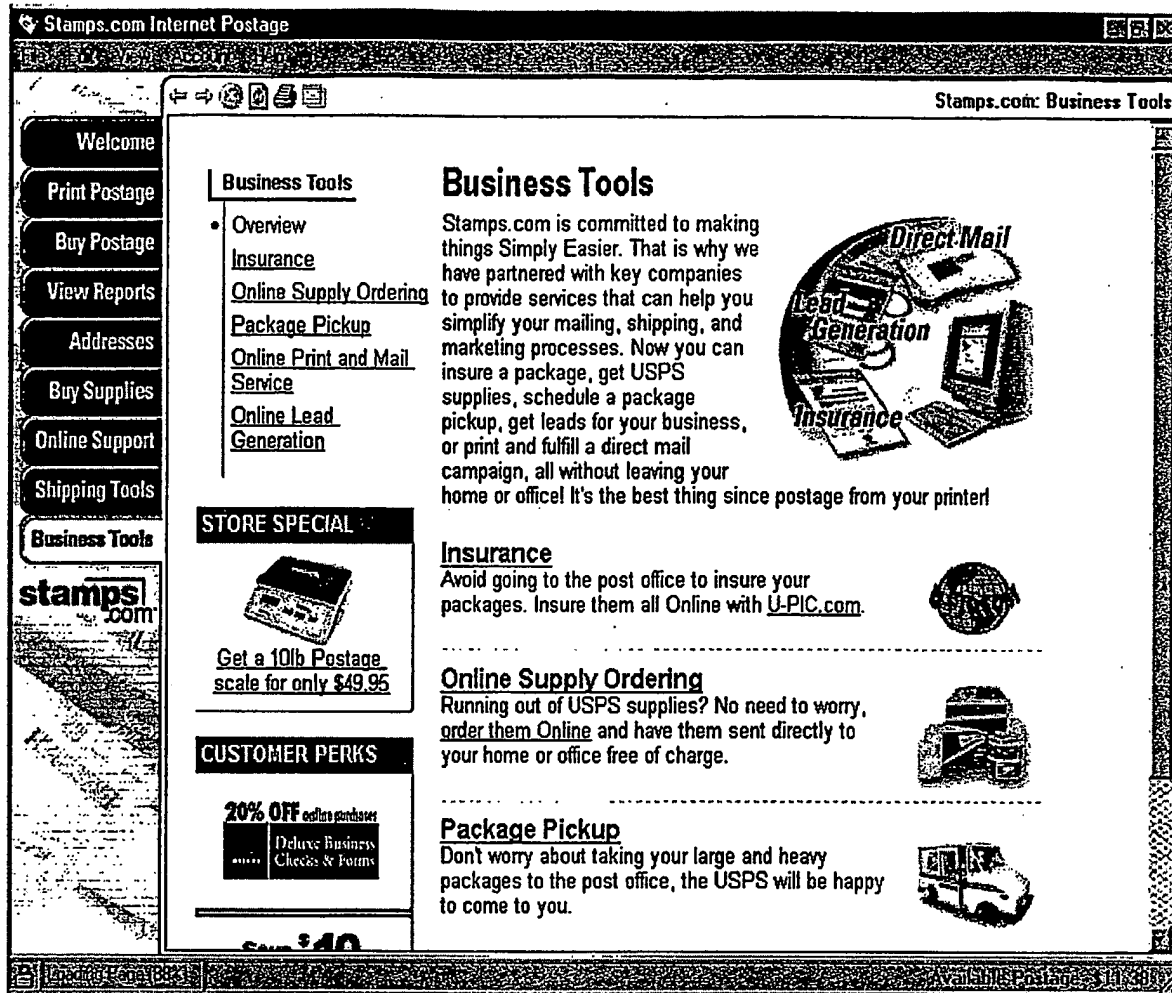 Stamps.com Internet Postage
Stamps.com: Business Tools
Welcome
Print Postage
Buy Postage
View Reports
Addresses
Buy Supplies
Online Support
Shipping Tools
Business Tools
stamps
.com
Business Tools
• Overview
Insurance
Online Supply Ordering
Package Pickup
Online Print and Mail
Service
Online Lead
Generation
STORE SPECIAL
Get a 10lb Postage
scale for only $49.95
CUSTOMER PERKS
20% OFF online purchases
Deluxe Business
Checks & Forms
Save $40
Business Tools
Stamps.com is committed to making
things Simply Easier. That is why we
have partnered with key companies
to provide services that can help you
simplify your mailing, shipping, and
marketing processes. Now you can
insure a package, get USPS
supplies, schedule a package
pickup, get leads for your business,
or print and fulfill a direct mail
campaign, all without leaving your
home or office! It's the best thing since postage from your printer!
Direct Mail
Lead
Generation
Insurance
Insurance
Avoid going to the post office to insure your
packages. Insure them all Online with U-PIC.com.
Online Supply Ordering
Running out of USPS supplies? No need to worry,
order them Online and have them sent directly to
your home or office free of charge.
Package Pickup
Don't worry about taking your large and heavy
packages to the post office, the USPS will be happy
to come to you.
Available Postage: